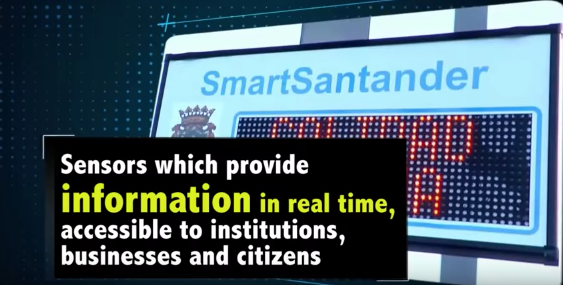 SmartSantander
Sensors which provide
information in real time,
accessible to institutions,
businesses and citizens